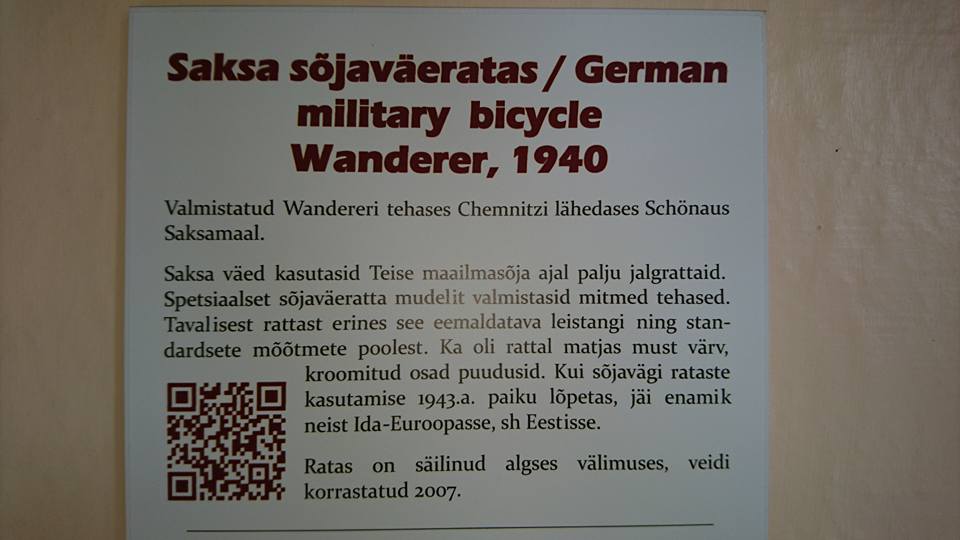 Saksa sõjaväeratas / German
military bicycle
Wanderer, 1940
Valmistatud Wandereri tehases Chemnitzi lähedases Schönaus
Saksamaal.
Saksa väed kasutasid Teise maailmasõja ajal palju jalgrattaid.
Spetsiaalset sõjaväeratta mudelit valmistasid mitmed tehased.
Tavalisest rattast erines see eemaldatava leistangi ning stan-
dardsete mõõtmete poolest. Ka oli rattal matjas must värv,
kroomitud osad puudusid. Kui sõjavägi rataste
kasutamise 1943.a. paiku lõpetas, jäi enamik
neist Ida-Euroopasse, sh Eestisse.
Ratas on säilinud algses välimuses, veidi
korrastatud 2007.